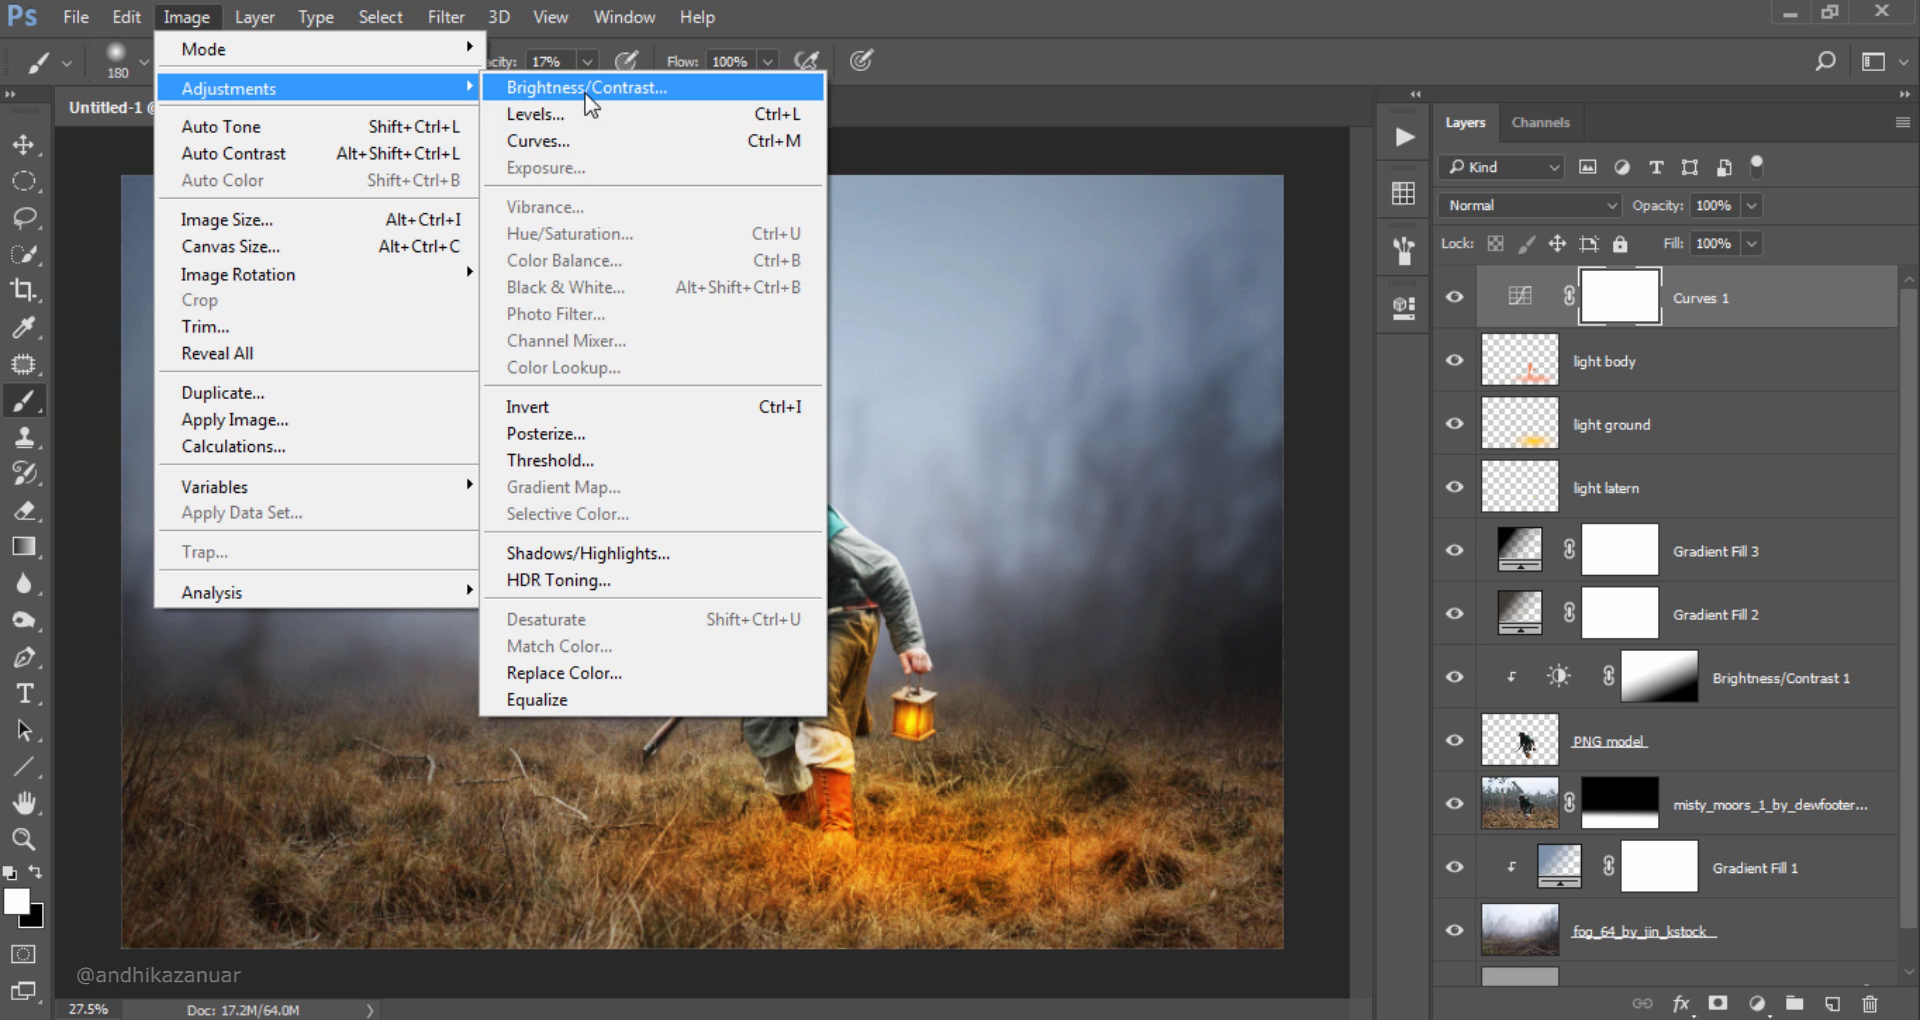 Ps File Edit Image Layer Type Select Filter 3D View Window Help
180 acity: 17% Flow: 100%
Untitled-1 @
Mode
Adjustments
Auto Tone Shift+Ctrl+L
Auto Contrast Alt+Shift+Ctrl+L
Auto Color Shift+Ctrl+B
Image Size... Alt+Ctrl+I
Canvas Size... Alt+Ctrl+C
Image Rotation
Crop
Trim...
Reveal All
Duplicate...
Apply Image...
Calculations...
Variables
Apply Data Set...
Trap...
Analysis
Brightness/Contrast...
Levels... Ctrl+L
Curves... Ctrl+M
Exposure...
Vibrance...
Hue/Saturation... Ctrl+U
Color Balance... Ctrl+B
Black & White... Alt+Shift+Ctrl+B
Photo Filter...
Channel Mixer...
Color Lookup...
Invert Ctrl+I
Posterize...
Threshold...
Gradient Map...
Selective Color...
Shadows/Highlights...
HDR Toning...
Desaturate Shift+Ctrl+U
Match Color...
Replace Color...
Equalize
Layers Channels
Kind
Normal Opacity: 100%
Lock: Fill: 100%
Curves 1
light body
light ground
light latern
Gradient Fill 3
Gradient Fill 2
Brightness/Contrast 1
PNG model
misty_moors_1_by_dewfooter...
Gradient Fill 1
fog_64_by_jin_kstock
fx
@andhikazanuar
27.5% Doc: 17.2M/64.0M